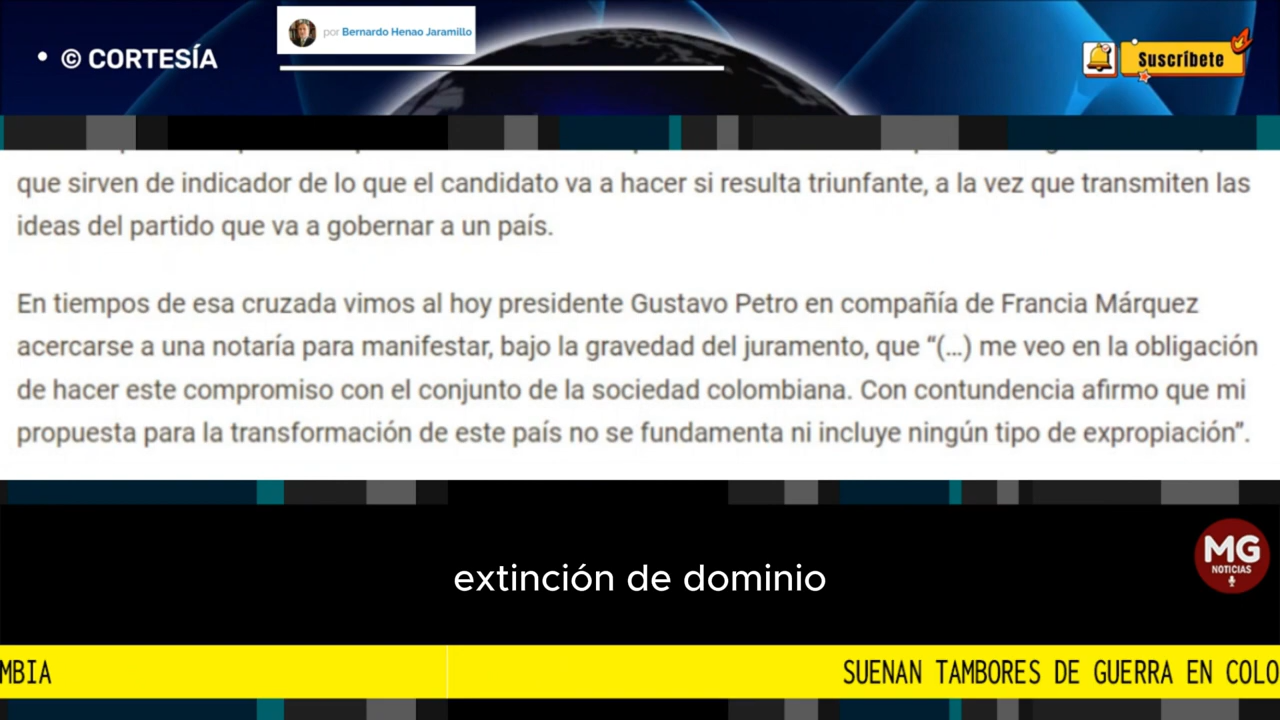 • © CORTESÍA
por Bernardo Henao Jaramillo
Suscríbete
que sirven de indicador de lo que el candidato va a hacer si resulta triunfante, a la vez que transmiten las
ideas del partido que va a gobernar a un país.
En tiempos de esa cruzada vimos al hoy presidente Gustavo Petro en compañía de Francia Márquez
acercarse a una notaría para manifestar, bajo la gravedad del juramento, que “(...) me veo en la obligación
de hacer este compromiso con el conjunto de la sociedad colombiana. Con contundencia afirmo que mi
propuesta para la transformación de este país no se fundamenta ni incluye ningún tipo de expropiación”.
MG
NOTICIAS
extinción de dominio
MBIA
SUENAN TAMBORES DE GUERRA EN COLO